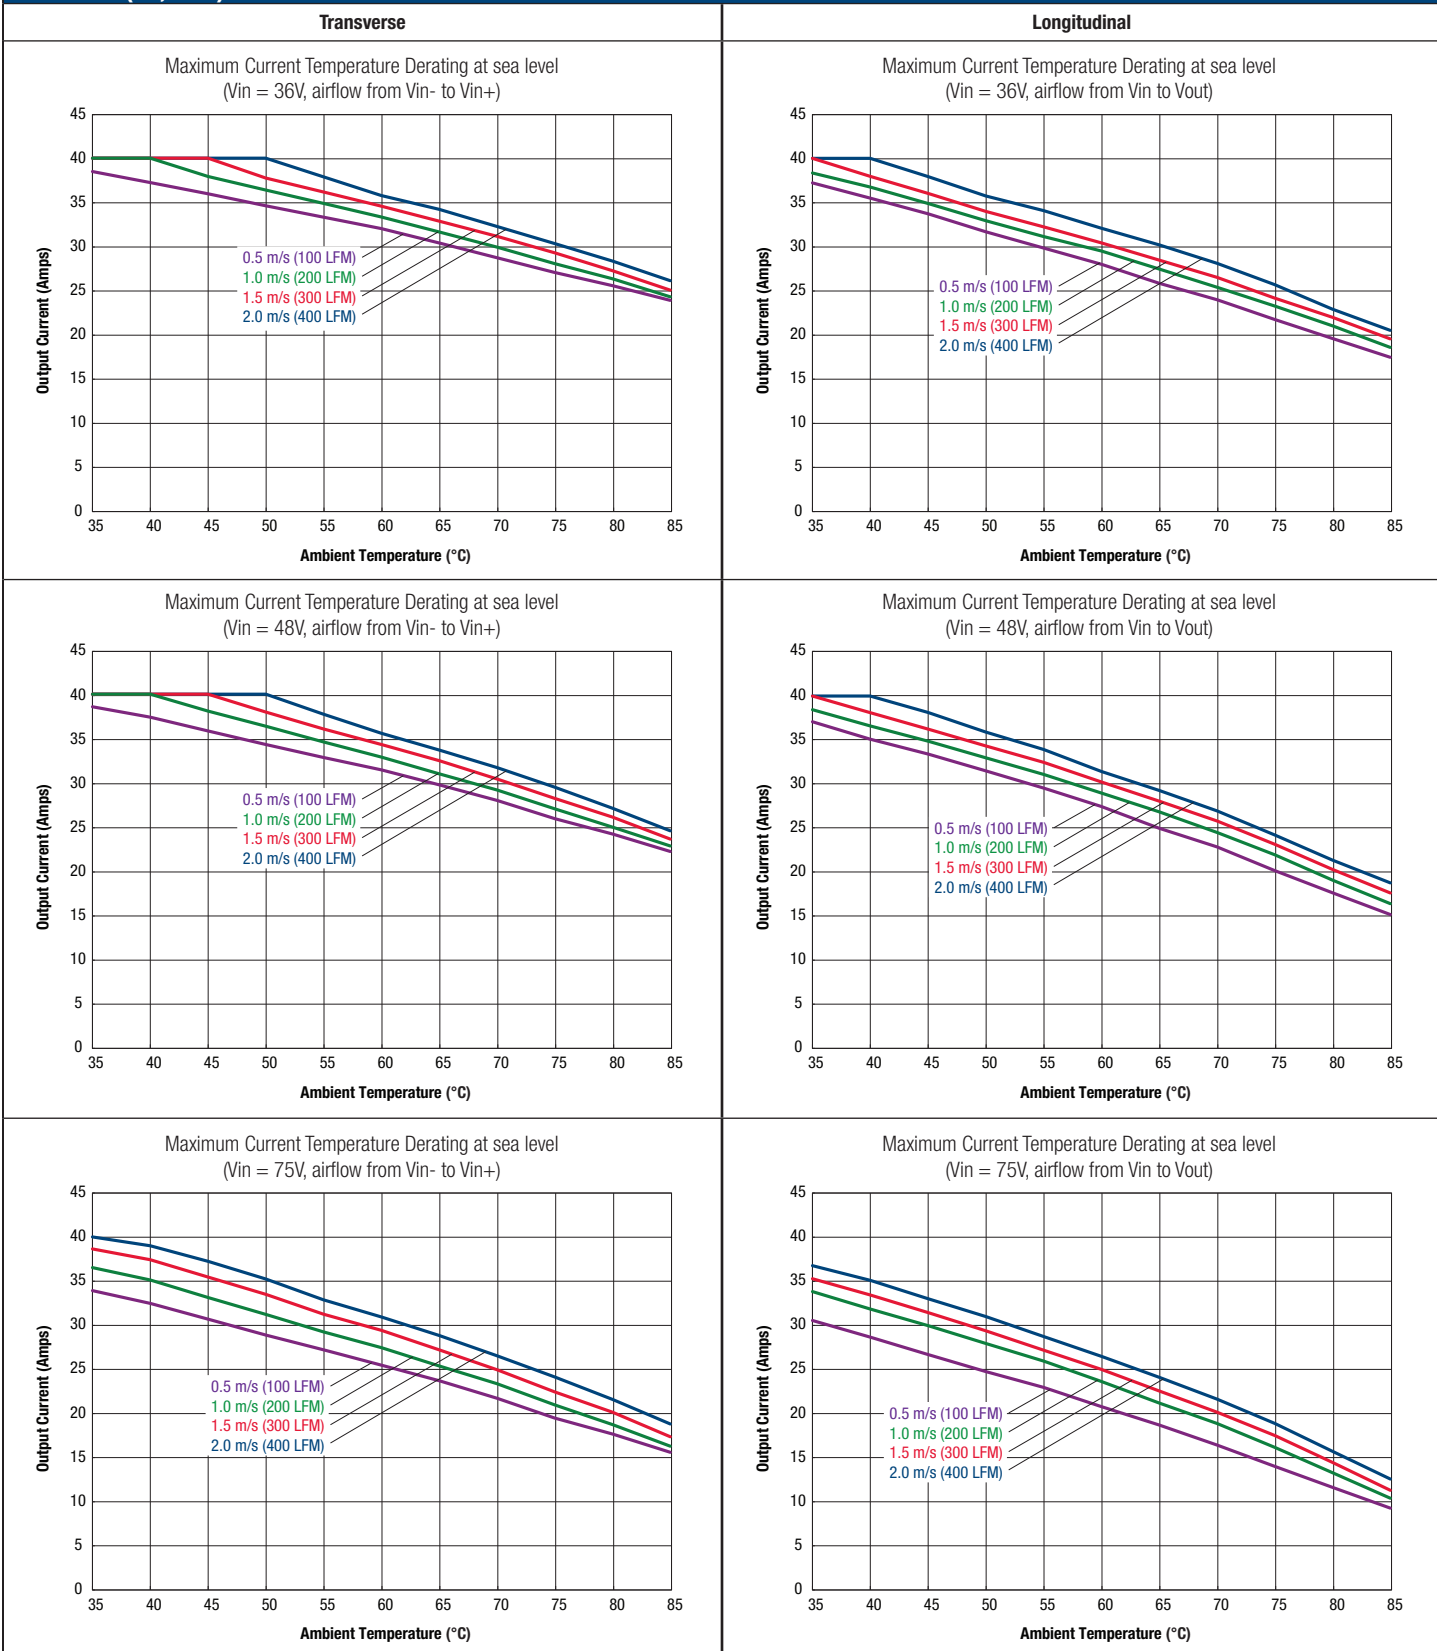 Transverse
Longitudinal
Maximum Current Temperature Derating at sea level
(Vin = 36V, airflow from Vin- to Vin+)
45
40
35
30
25
20
15
10
5
0
Output Current (Amps)
0.5 m/s (100 LFM)
1.0 m/s (200 LFM)
1.5 m/s (300 LFM)
2.0 m/s (400 LFM)
35 40 45 50 55 60 65 70 75 80 85
Ambient Temperature (°C)
Maximum Current Temperature Derating at sea level
(Vin = 36V, airflow from Vin to Vout)
45
40
35
30
25
20
15
10
5
0
Output Current (Amps)
0.5 m/s (100 LFM)
1.0 m/s (200 LFM)
1.5 m/s (300 LFM)
2.0 m/s (400 LFM)
35 40 45 50 55 60 65 70 75 80 85
Ambient Temperature (°C)
Maximum Current Temperature Derating at sea level
(Vin = 48V, airflow from Vin- to Vin+)
45
40
35
30
25
20
15
10
5
0
Output Current (Amps)
0.5 m/s (100 LFM)
1.0 m/s (200 LFM)
1.5 m/s (300 LFM)
2.0 m/s (400 LFM)
35 40 45 50 55 60 65 70 75 80 85
Ambient Temperature (°C)
Maximum Current Temperature Derating at sea level
(Vin = 48V, airflow from Vin to Vout)
45
40
35
30
25
20
15
10
5
0
Output Current (Amps)
0.5 m/s (100 LFM)
1.0 m/s (200 LFM)
1.5 m/s (300 LFM)
2.0 m/s (400 LFM)
35 40 45 50 55 60 65 70 75 80 85
Ambient Temperature (°C)
Maximum Current Temperature Derating at sea level
(Vin = 75V, airflow from Vin- to Vin+)
45
40
35
30
25
20
15
10
5
0
Output Current (Amps)
0.5 m/s (100 LFM)
1.0 m/s (200 LFM)
1.5 m/s (300 LFM)
2.0 m/s (400 LFM)
35 40 45 50 55 60 65 70 75 80 85
Ambient Temperature (°C)
Maximum Current Temperature Derating at sea level
(Vin = 75V, airflow from Vin to Vout)
45
40
35
30
25
20
15
10
5
0
Output Current (Amps)
0.5 m/s (100 LFM)
1.0 m/s (200 LFM)
1.5 m/s (300 LFM)
2.0 m/s (400 LFM)
35 40 45 50 55 60 65 70 75 80 85
Ambient Temperature (°C)